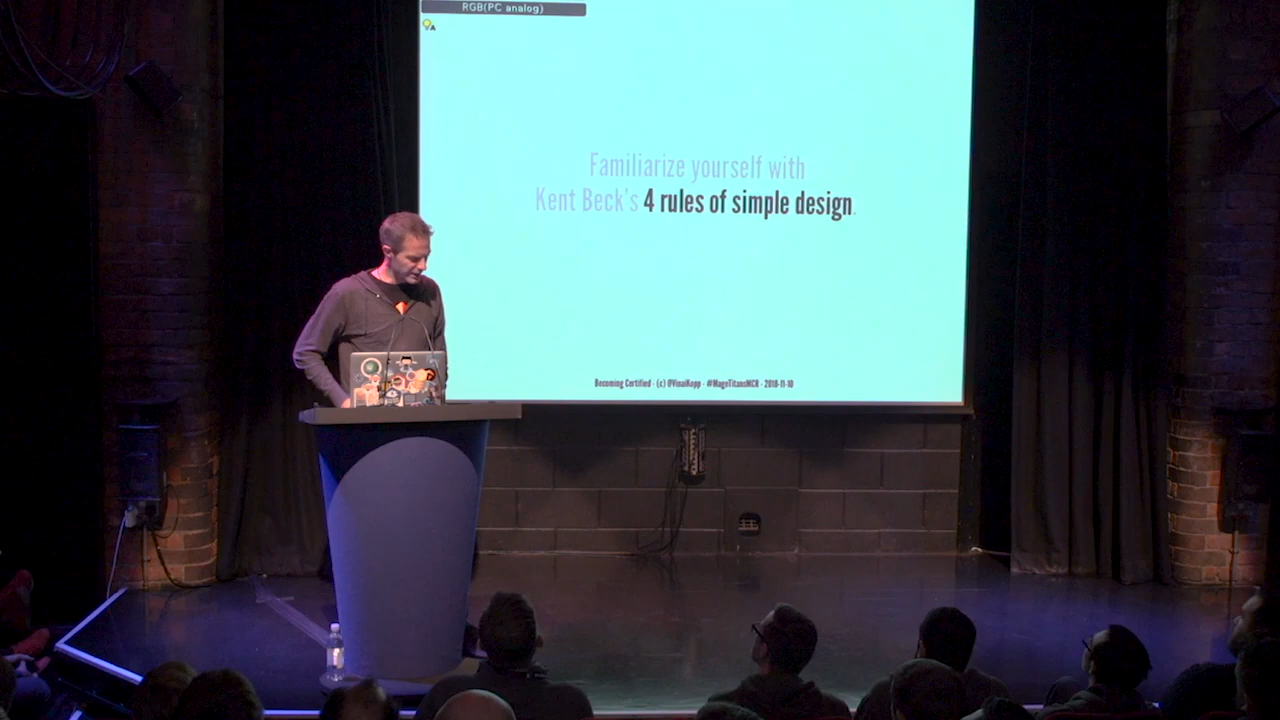 RGB(PC analog)
Familiarize yourself with
Kent Beck's 4 rules of simple design.
Becoming Certified - (c) @VinaiKopp - #MageTitansMCR - 2018-11-10